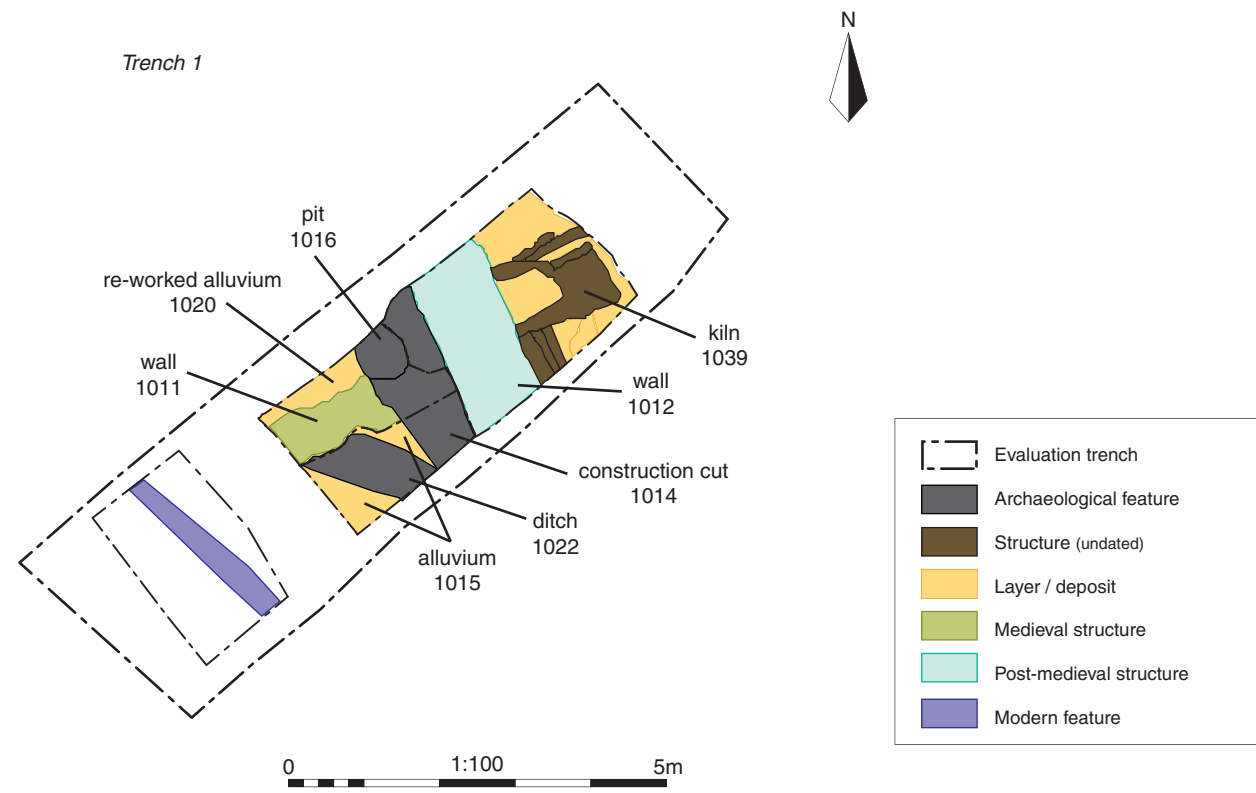 Trench 1
N
pit
1016
re-worked alluvium
1020
wall
1011
kiln
1039
wall
1012
construction cut
1014
ditch
1022
alluvium
1015
Evaluation trench
Archaeological feature
Structure (undated)
Layer / deposit
Medieval structure
Post-medieval structure
Modern feature
0 1:100 5m